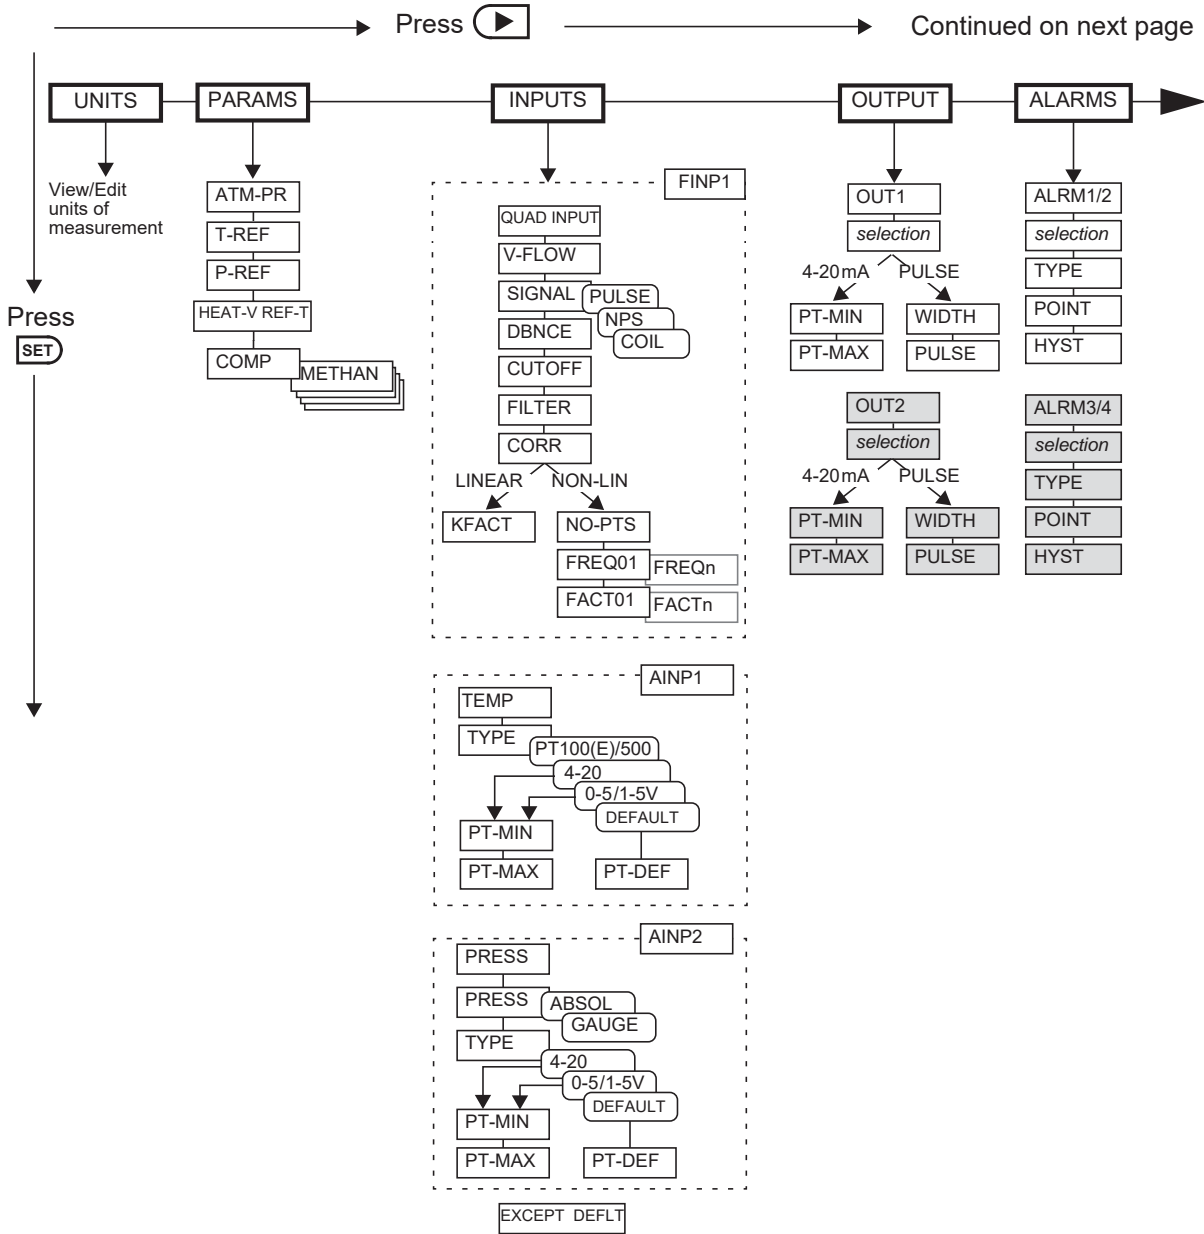 Press
Continued on next page
UNITS
PARAMS
INPUTS
OUTPUT
ALARMS
View/Edit
units of
measurement
Press
SET
ATM-PR
T-REF
P-REF
HEAT-V REF-T
COMP
METHAN
FINP1
QUAD INPUT
V-FLOW
SIGNAL
PULSE
NPS
COIL
DBNCE
CUTOFF
FILTER
CORR
LINEAR
NON-LIN
KFACT
NO-PTS
FREQ01
FREQn
FACT01
FACTn
AINP1
TEMP
TYPE
PT100(E)/500
4-20
0-5/1-5V
DEFAULT
PT-MIN
PT-MAX
PT-DEF
AINP2
PRESS
PRESS
ABSOL
GAUGE
TYPE
4-20
0-5/1-5V
DEFAULT
PT-MIN
PT-MAX
PT-DEF
EXCEPT DEFLT
OUT1
selection
4-20mA
PULSE
PT-MIN
WIDTH
PT-MAX
PULSE
OUT2
selection
4-20mA
PULSE
PT-MIN
WIDTH
PT-MAX
PULSE
ALRM1/2
selection
TYPE
POINT
HYST
ALRM3/4
selection
TYPE
POINT
HYST